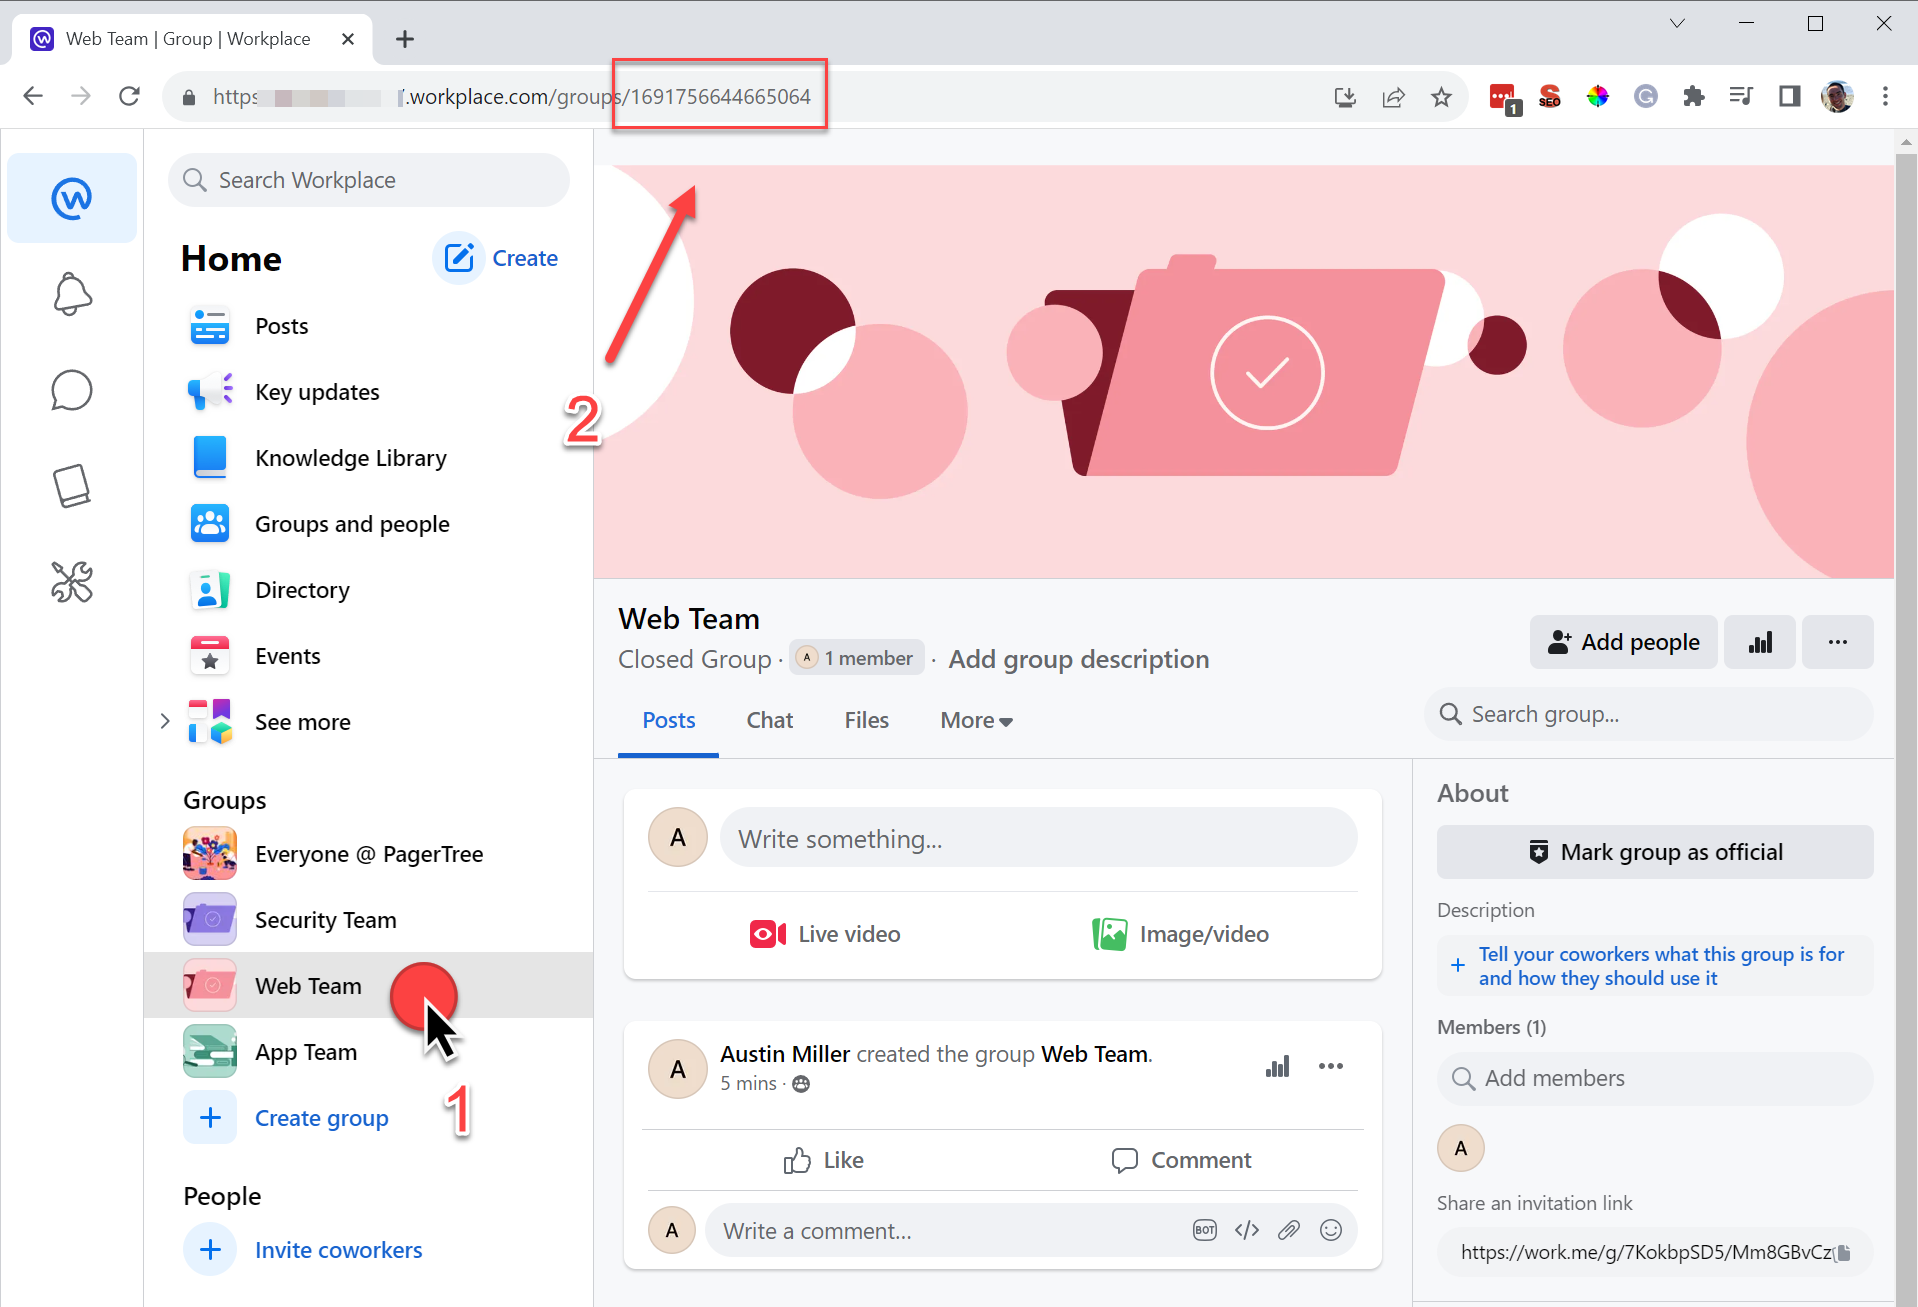 Web Team | Group | Workplace
https .workplace.com/groups/1691756644665064
1
SEO
Search Workplace
Home
Create
Posts
Key updates
Knowledge Library
Groups and people
Directory
Events
See more
Groups
Everyone @ PagerTree
Security Team
Web Team
App Team
1
Create group
People
Invite coworkers
2
Web Team
Closed Group · A 1 member · Add group description
Add people
Posts
Chat
Files
More
Search group...
A
Write something...
Live video
Image/video
A
Austin Miller created the group Web Team.
5 mins ·
Like
Comment
A
Write a comment...
BOT
</>
About
Mark group as official
Description
+ Tell your coworkers what this group is for
and how they should use it
Members (1)
Add members
A
Share an invitation link
https://work.me/g/7KokbpSD5/Mm8GBvCz